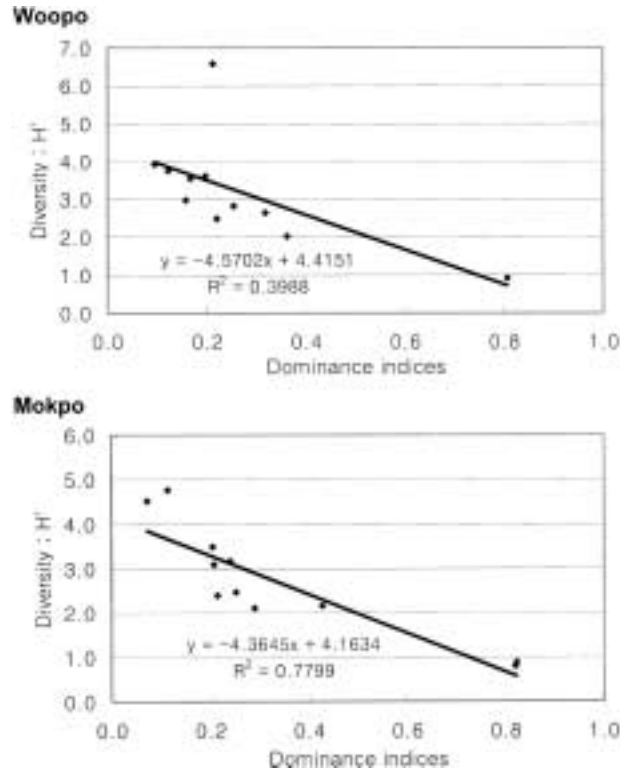 Woopo
7.0
6.0
5.0
4.0
3.0
2.0
1.0
0.0
Diversity : H'
y = -4.5702x + 4.4151
R² = 0.3988
0.0 0.2 0.4 0.6 0.8 1.0
Dominance indices
Mokpo
6.0
5.0
4.0
3.0
2.0
1.0
0.0
Diversity : H'
y = -4.3645x + 4.1634
R² = 0.7799
0.0 0.2 0.4 0.6 0.8 1.0
Dominance indices